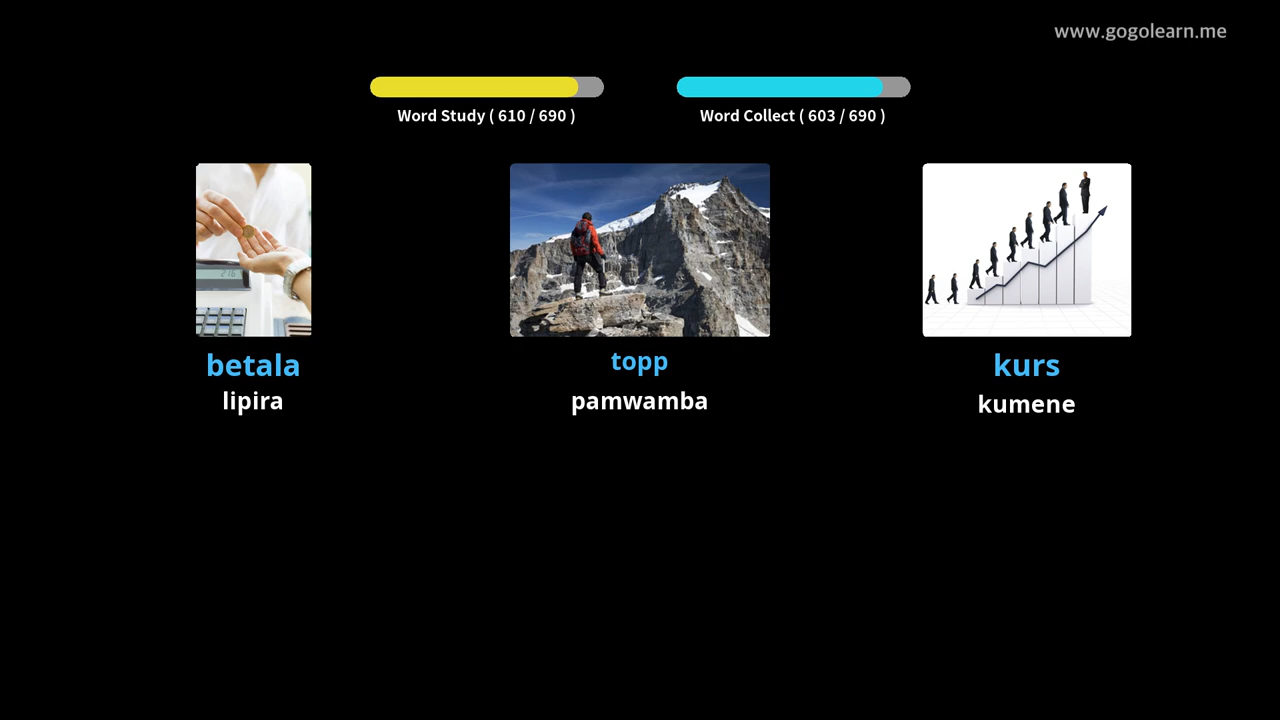 www.gogolearn.me
Word Study ( 610 / 690 )
Word Collect ( 603 / 690 )
betala
lipira
topp
pamwamba
kurs
kumene